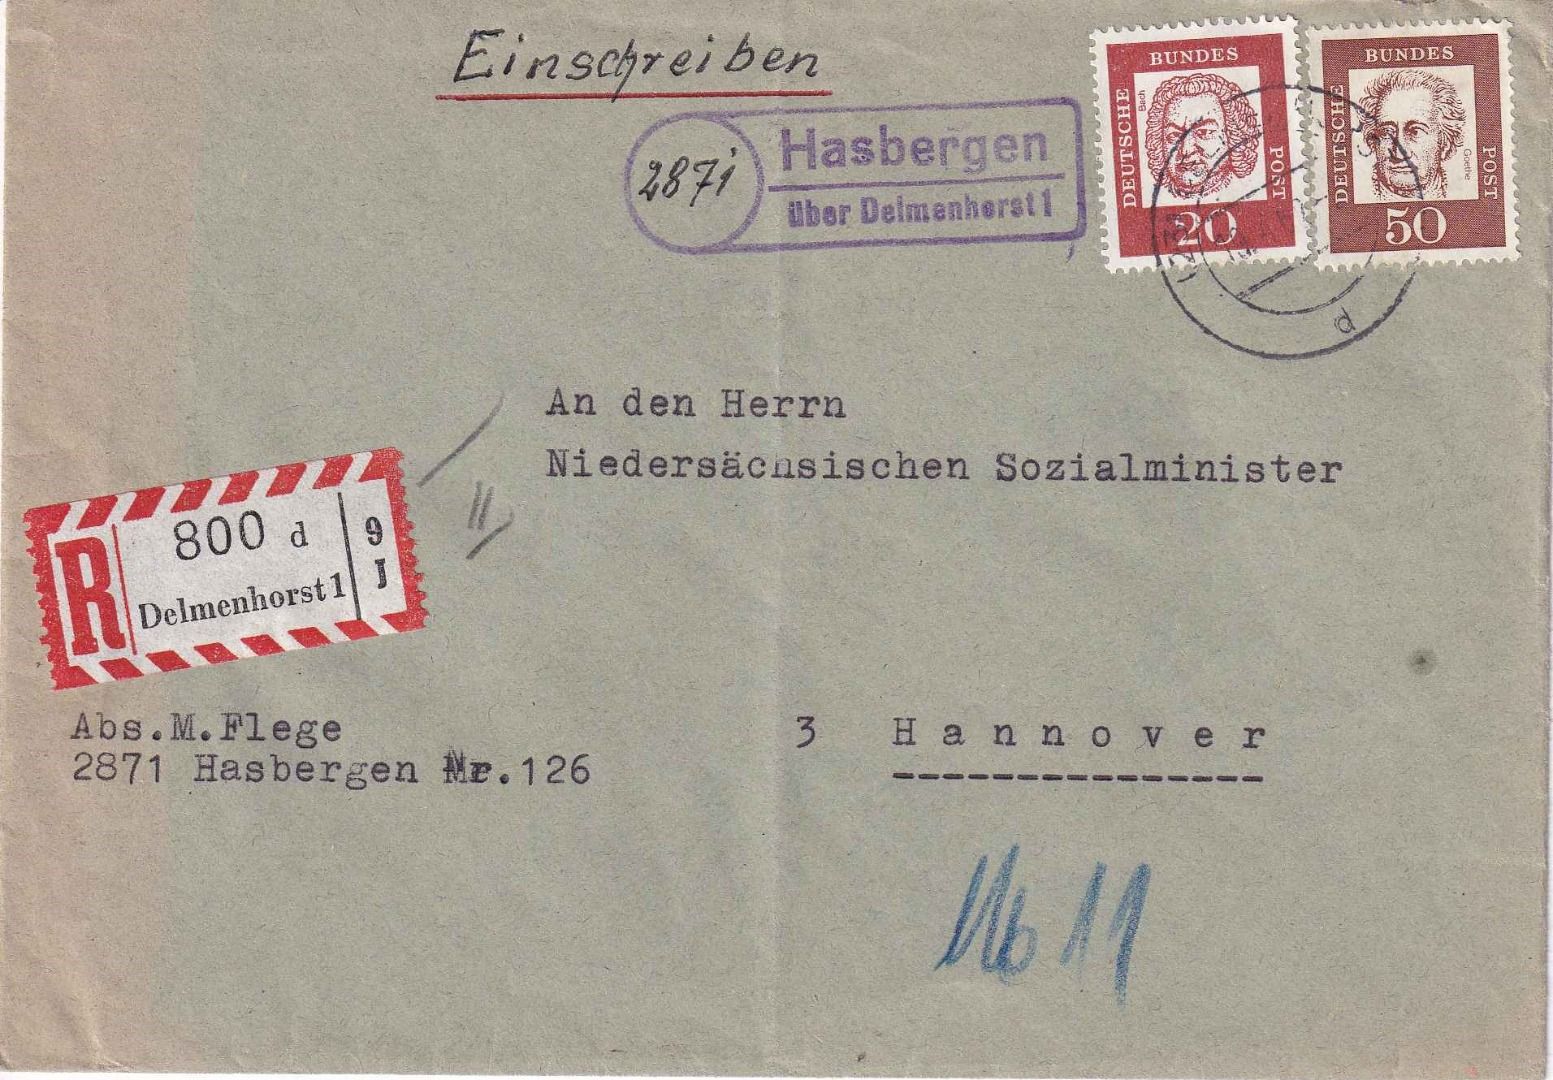 Einschreiben
2871
Hasbergen
über Delmenhorst 1
DEUTSCHE BUNDES POST
Bach
20
DEUTSCHE BUNDES POST
Goethe
50
d
An den Herrn
Niedersächsischen Sozialminister
R
800 d
Delmenhorst 1
9
J
Abs.M.Flege
2871 Hasbergen Nr.126
3 Hannover